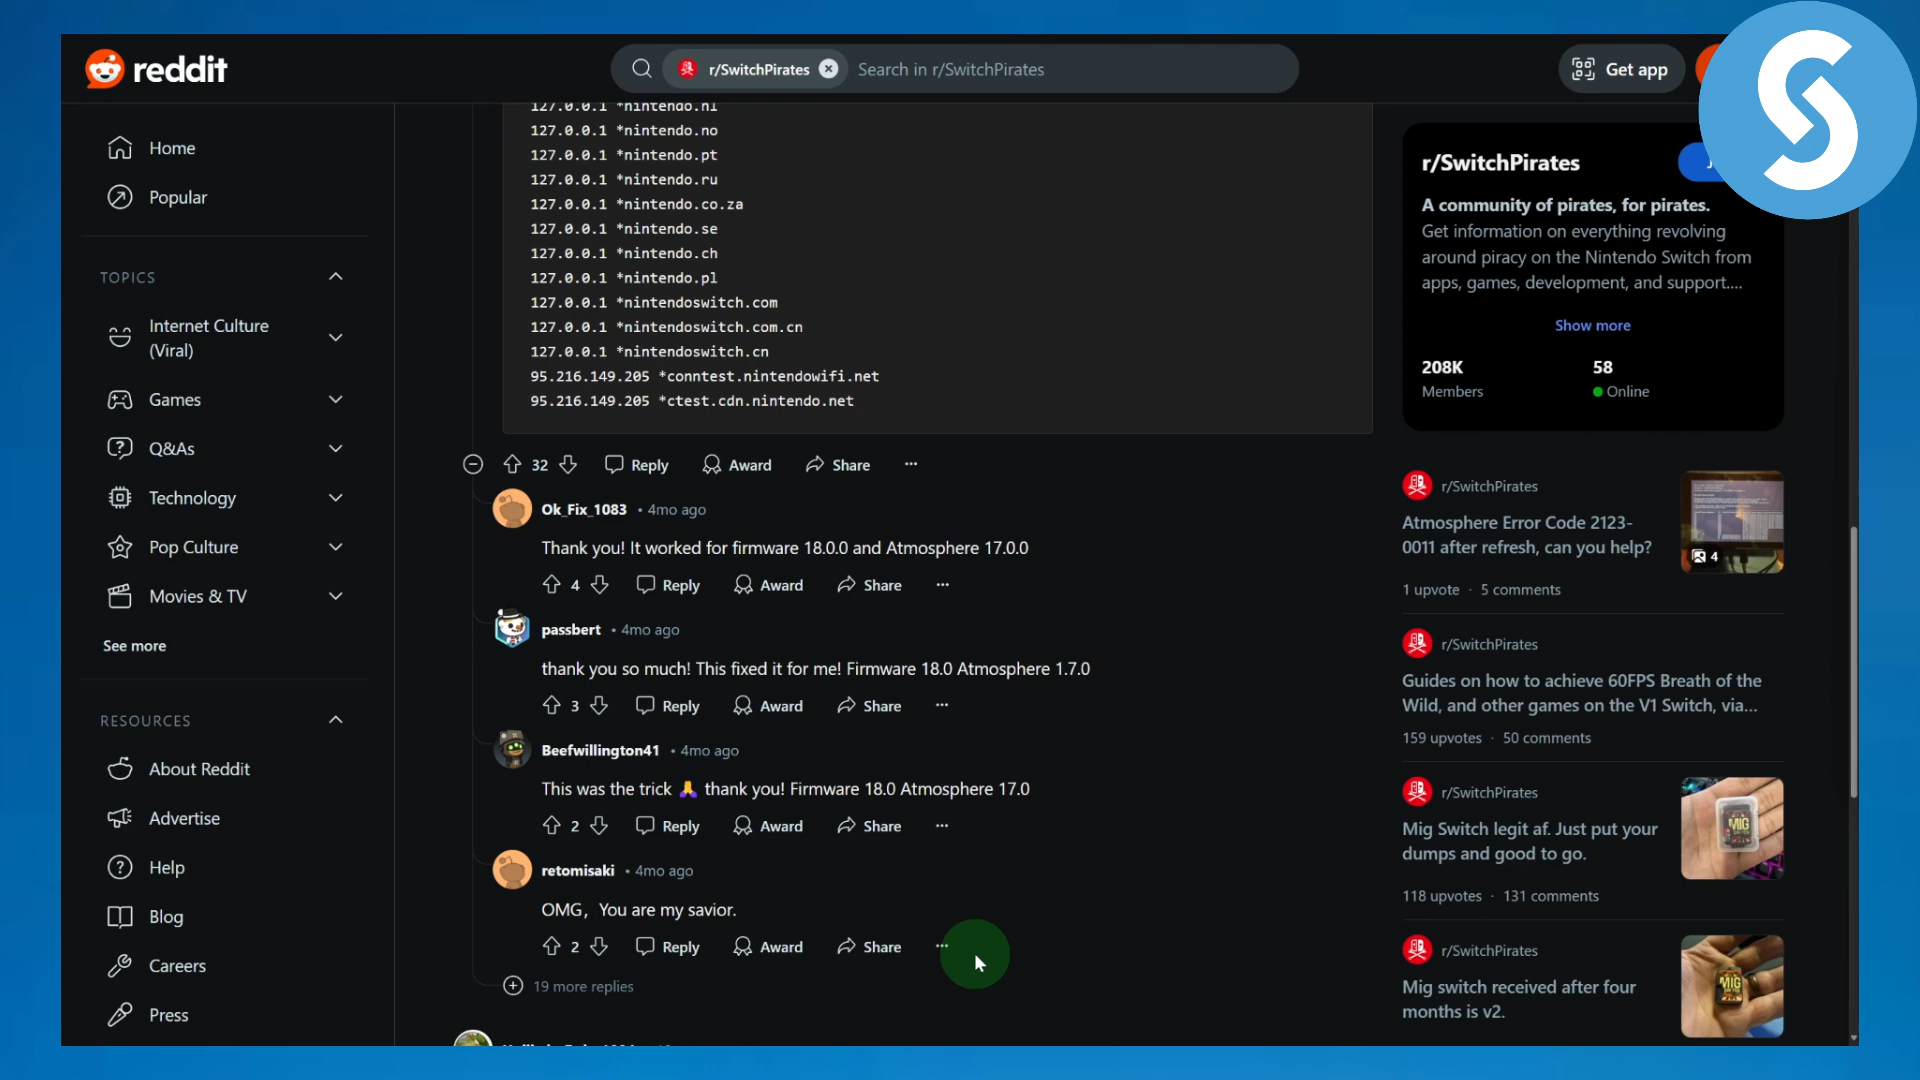 reddit
r/SwitchPirates
Search in r/SwitchPirates
Get app
Home
Popular
TOPICS
Internet Culture
(Viral)
Games
Q&As
Technology
Pop Culture
Movies & TV
See more
RESOURCES
About Reddit
Advertise
Help
Blog
Careers
Press
127.0.0.1 *nintendo.nl
127.0.0.1 *nintendo.no
127.0.0.1 *nintendo.pt
127.0.0.1 *nintendo.ru
127.0.0.1 *nintendo.co.za
127.0.0.1 *nintendo.se
127.0.0.1 *nintendo.ch
127.0.0.1 *nintendo.pl
127.0.0.1 *nintendoswitch.com
127.0.0.1 *nintendoswitch.com.cn
127.0.0.1 *nintendoswitch.cn
95.216.149.205 *conntest.nintendowifi.net
95.216.149.205 *ctest.cdn.nintendo.net
32 Reply Award Share ...
Ok_Fix_1083 • 4mo ago
Thank you! It worked for firmware 18.0.0 and Atmosphere 17.0.0
4 Reply Award Share ...
passbert • 4mo ago
thank you so much! This fixed it for me! Firmware 18.0 Atmosphere 1.7.0
3 Reply Award Share ...
Beefwillington41 • 4mo ago
This was the trick 🙏 thank you! Firmware 18.0 Atmosphere 17.0
2 Reply Award Share ...
retomisaki • 4mo ago
OMG，You are my savior.
2 Reply Award Share ...
19 more replies
r/SwitchPirates
A community of pirates, for pirates.
Get information on everything revolving
around piracy on the Nintendo Switch from
apps, games, development, and support....
Show more
208K 58
Members Online
r/SwitchPirates
Atmosphere Error Code 2123-
0011 after refresh, can you help?
4
1 upvote · 5 comments
r/SwitchPirates
Guides on how to achieve 60FPS Breath of the
Wild, and other games on the V1 Switch, via...
159 upvotes · 50 comments
r/SwitchPirates
Mig Switch legit af. Just put your
dumps and good to go.
MIG
118 upvotes · 131 comments
r/SwitchPirates
Mig switch received after four
months is v2.
MIG